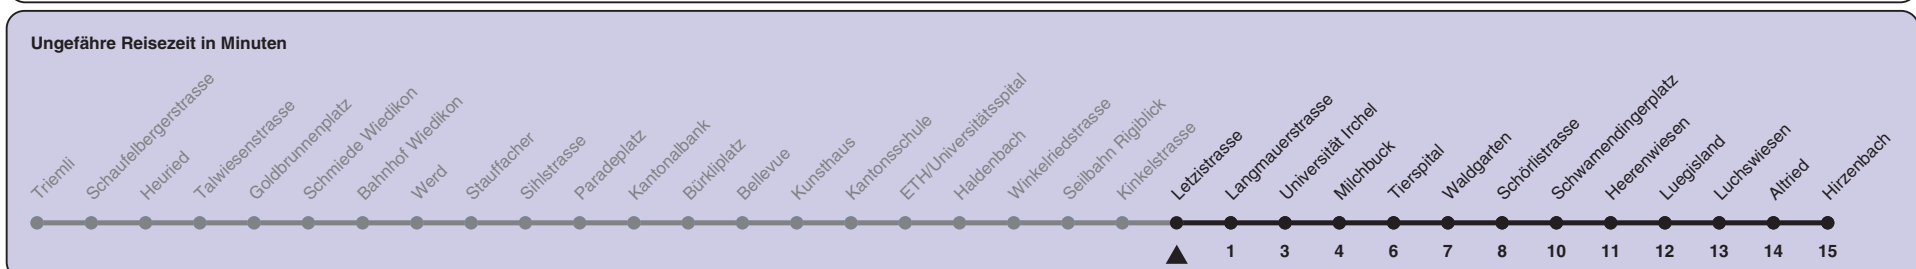 Ungefähre Reisezeit in Minuten
Triemli
Schaufelbergerstrasse
Heuried
Talwiesenstrasse
Goldbrunnenplatz
Schmiede Wiedikon
Bahnhof Wiedikon
Werd
Stauffacher
Sihlstrasse
Paradeplatz
Kantonalbank
Bürkliplatz
Bellevue
Kunsthaus
Kantonsschule
ETH/Universitätsspital
Haldenbach
Winkelriedstrasse
Seilbahn Rigiblick
Kinkelstrasse
Letzistrasse
Langmauerstrasse
Universität Irchel
Milchbuck
Tierspital
Waldgarten
Schörlistrasse
Schwamendingerplatz
Heerenwiesen
Luegisland
Luchswiesen
Altried
Hirzenbach
1 3 4 6 7 8 10 11 12 13 14 15